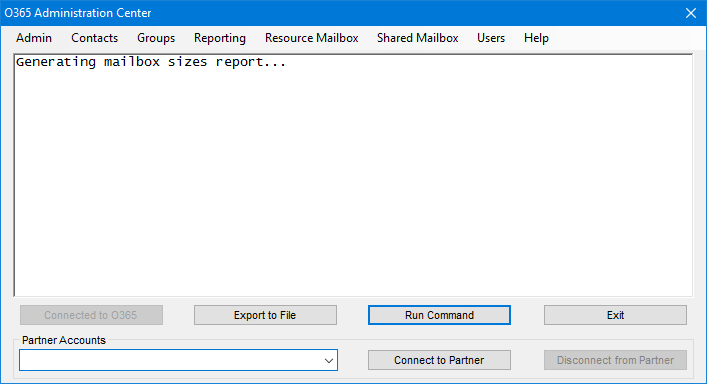 O365 Administration Center
Admin Contacts Groups Reporting Resource Mailbox Shared Mailbox Users Help
Generating mailbox sizes report...
Connected to O365 Export to File Run Command Exit
Partner Accounts
Connect to Partner Disconnect from Partner